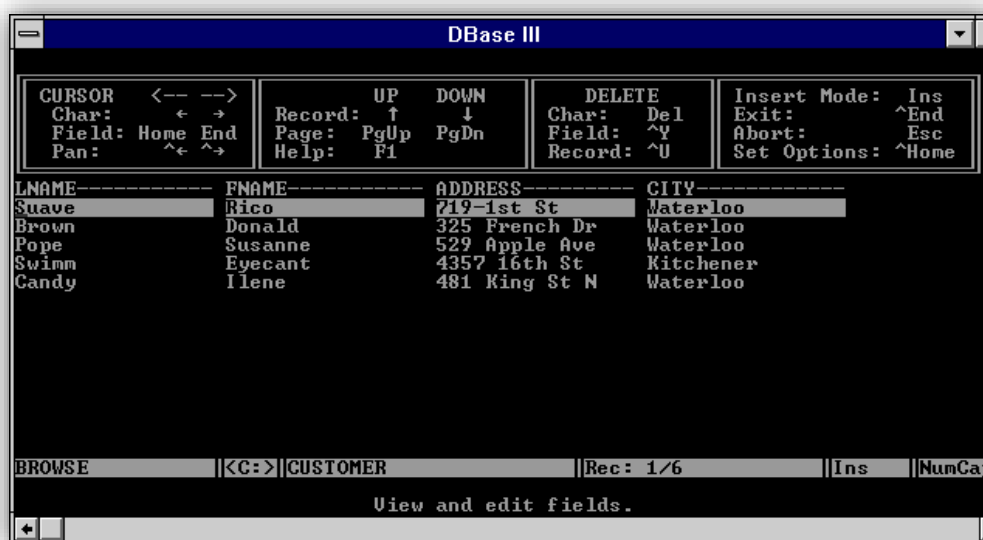 DBase III
CURSOR <-- --> UP DOWN DELETE Insert Mode: Ins
Char: ← → Record: ↑ ↓ Char: Del Exit: ^End
Field: Home End Page: PgUp PgDn Field: ^Y Abort: Esc
Pan: ^← ^→ Help: F1 Record: ^U Set Options: ^Home
LNAME----------- FNAME----------- ADDRESS--------- CITY------------
Suave Rico 719-1st St Waterloo
Brown Donald 325 French Dr Waterloo
Pope Susanne 529 Apple Ave Waterloo
Swimm Eyecant 4357 16th St Kitchener
Candy Ilene 481 King St N Waterloo
BROWSE ||<C:>||CUSTOMER ||Rec: 1/6 ||Ins ||NumCa
View and edit fields.